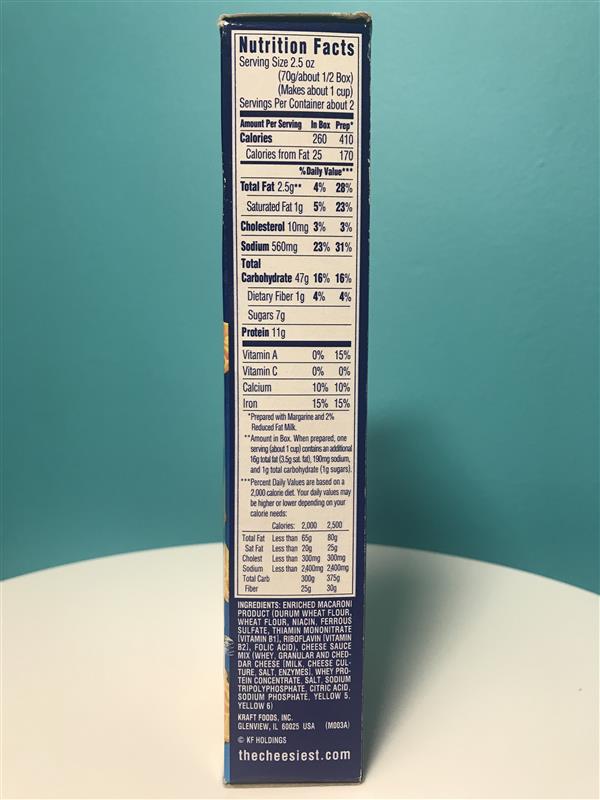 Nutrition Facts
Serving Size 2.5 oz
(70g/about 1/2 Box)
(Makes about 1 cup)
Servings Per Container about 2
Amount Per Serving In Box Prep*
Calories 260 410
Calories from Fat 25 170
% Daily Value***
Total Fat 2.5g** 4% 28%
Saturated Fat 1g 5% 23%
Cholesterol 10mg 3% 3%
Sodium 560mg 23% 31%
Total
Carbohydrate 47g 16% 16%
Dietary Fiber 1g 4% 4%
Sugars 7g
Protein 11g
Vitamin A 0% 15%
Vitamin C 0% 0%
Calcium 10% 10%
Iron 15% 15%
*Prepared with Margarine and 2%
Reduced Fat Milk.
**Amount in Box. When prepared, one
serving (about 1 cup) contains an additional
16g total fat (3.5g sat. fat), 190mg sodium,
and 1g total carbohydrate (1g sugars).
***Percent Daily Values are based on a
2,000 calorie diet. Your daily values may
be higher or lower depending on your
calorie needs:
Calories: 2,000 2,500
Total Fat Less than 65g 80g
Sat Fat Less than 20g 25g
Cholest Less than 300mg 300mg
Sodium Less than 2,400mg 2,400mg
Total Carb 300g 375g
Fiber 25g 30g
INGREDIENTS: ENRICHED MACARONI
PRODUCT (DURUM WHEAT FLOUR,
WHEAT FLOUR, NIACIN, FERROUS
SULFATE, THIAMIN MONONITRATE
[VITAMIN B1], RIBOFLAVIN [VITAMIN
B2], FOLIC ACID), CHEESE SAUCE
MIX (WHEY, GRANULAR AND CHED-
DAR CHEESE [MILK, CHEESE CUL-
TURE, SALT, ENZYMES], WHEY PRO-
TEIN CONCENTRATE, SALT, SODIUM
TRIPOLYPHOSPHATE, CITRIC ACID,
SODIUM PHOSPHATE, YELLOW 5,
YELLOW 6)
KRAFT FOODS, INC.
GLENVIEW, IL 60025 USA (M003A)
© KF HOLDINGS
thecheesiest.com